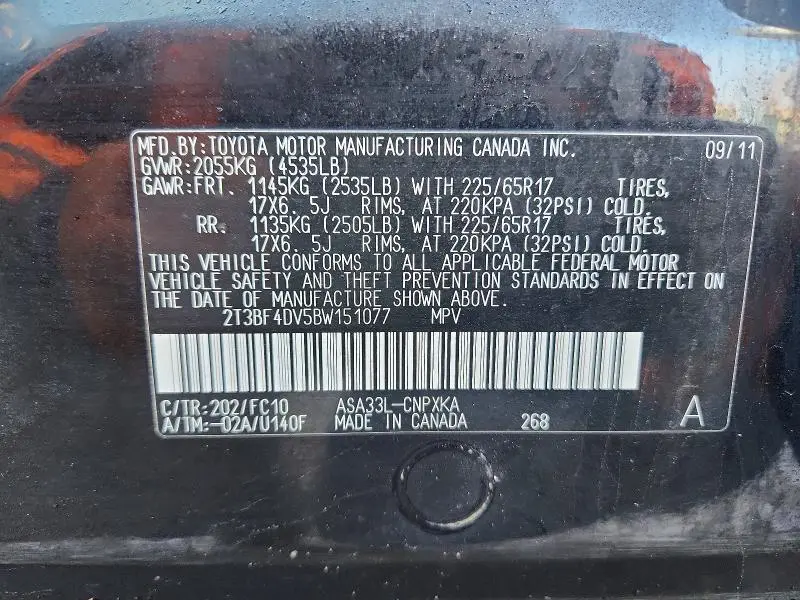 MFD.BY:TOYOTA MOTOR MANUFACTURING CANADA INC. 09/11
GVWR:2055KG (4535LB)
GAWR:FRT. 1145KG (2535LB) WITH 225/65R17 TIRES,
17X6. 5J RIMS, AT 220KPA (32PSI) COLD.
RR. 1135KG (2505LB) WITH 225/65R17 TIRES,
17X6. 5J RIMS, AT 220KPA (32PSI) COLD.
THIS VEHICLE CONFORMS TO ALL APPLICABLE FEDERAL MOTOR
VEHICLE SAFETY AND THEFT PREVENTION STANDARDS IN EFFECT ON
THE DATE OF MANUFACTURE SHOWN ABOVE.
2T3BF4DV5BW151077 MPV
C/TR:202/FC10 ASA33L-CNPXKA
A/TM:-02A/U140F MADE IN CANADA 268 A